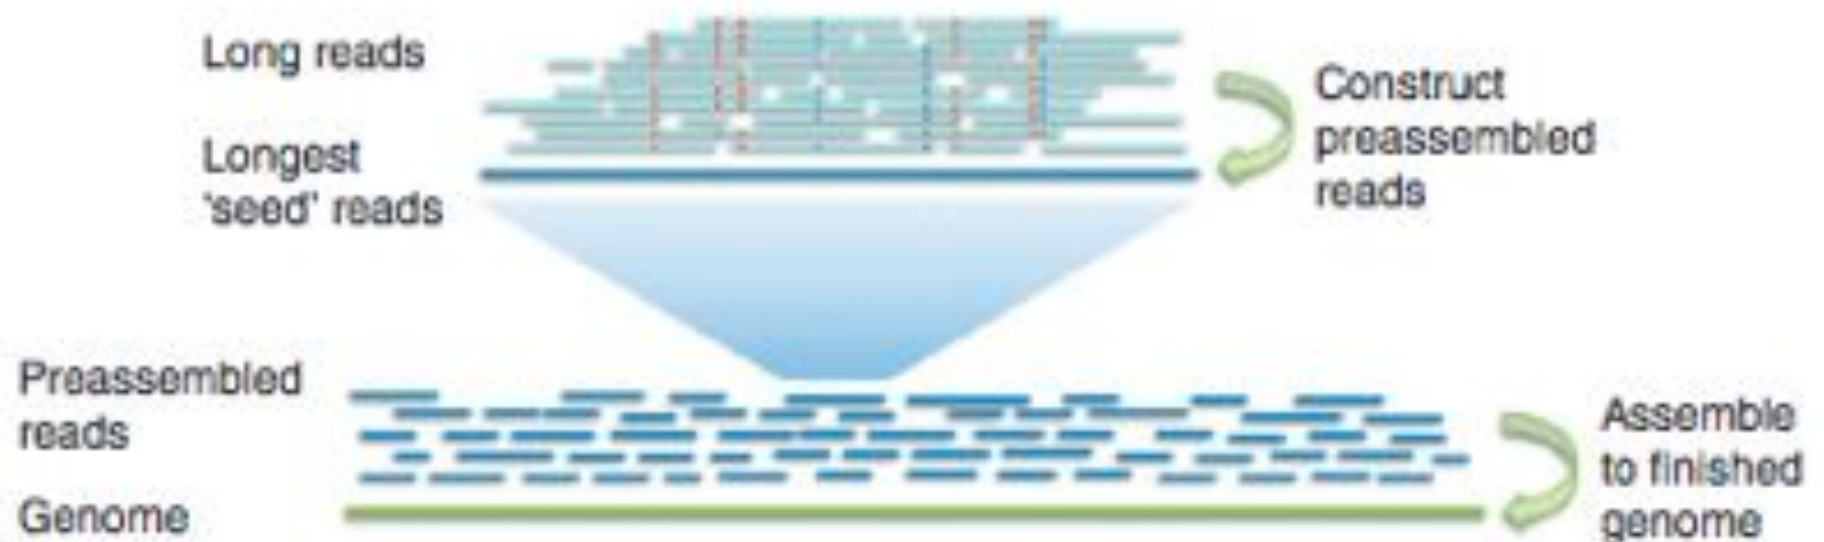 Long reads
Longest
'seed' reads
Construct
preassembled
reads
Preassembled
reads
Genome
Assemble
to finished
genome